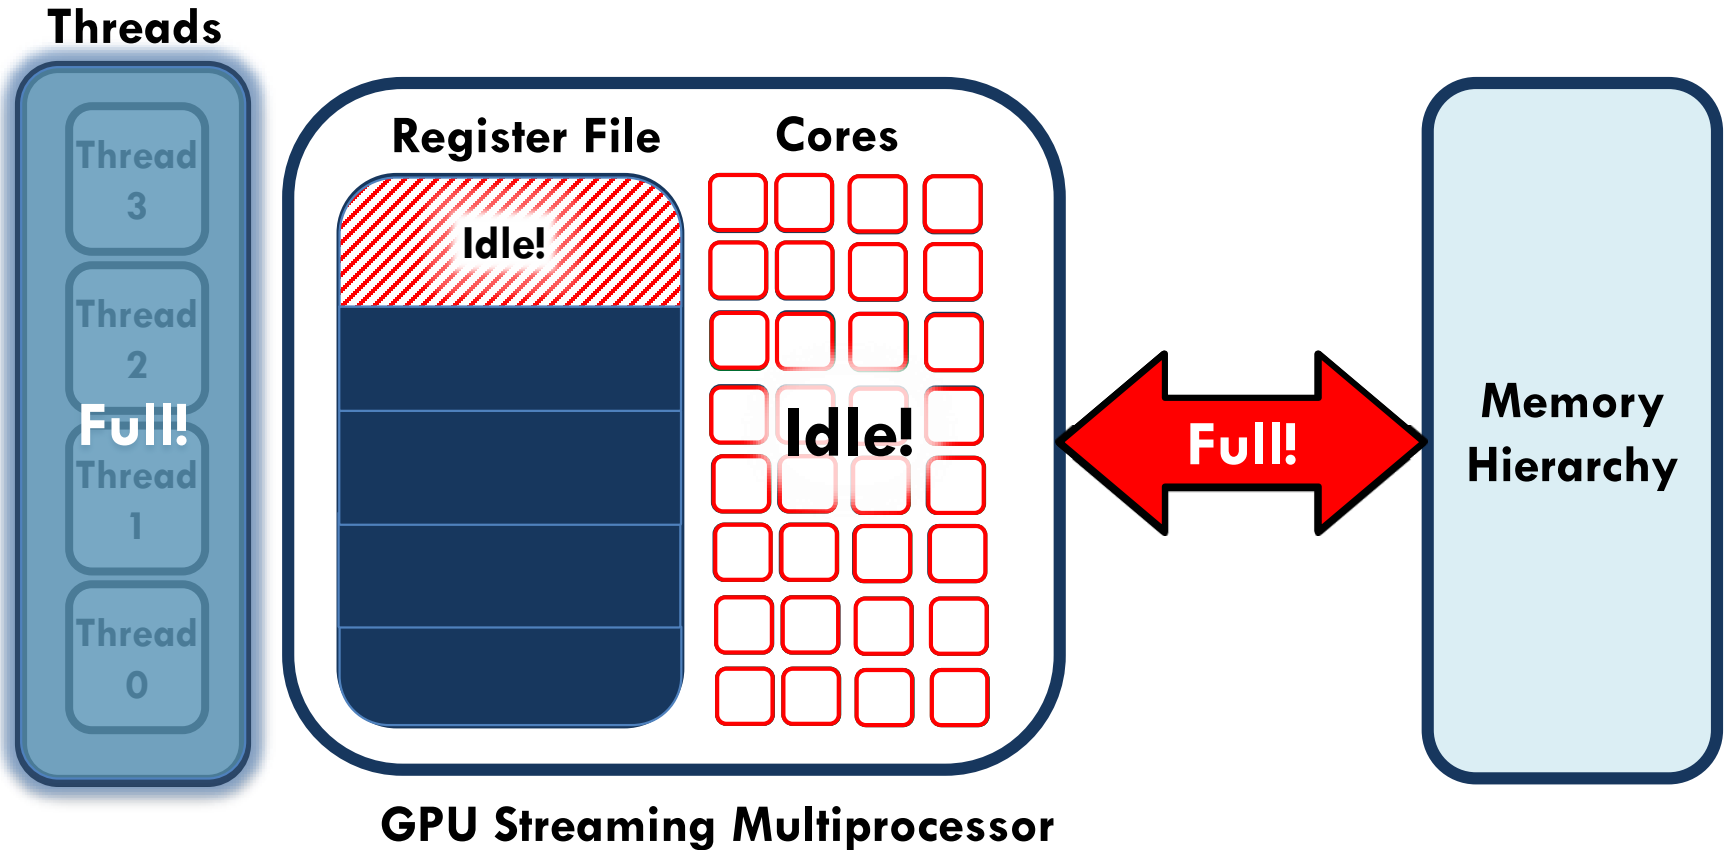 Threads
Thread
3
Thread
2
Full!
Thread
1
Thread
0
Register File
Idle!
Cores
Idle!
GPU Streaming Multiprocessor
Full!
Memory
Hierarchy